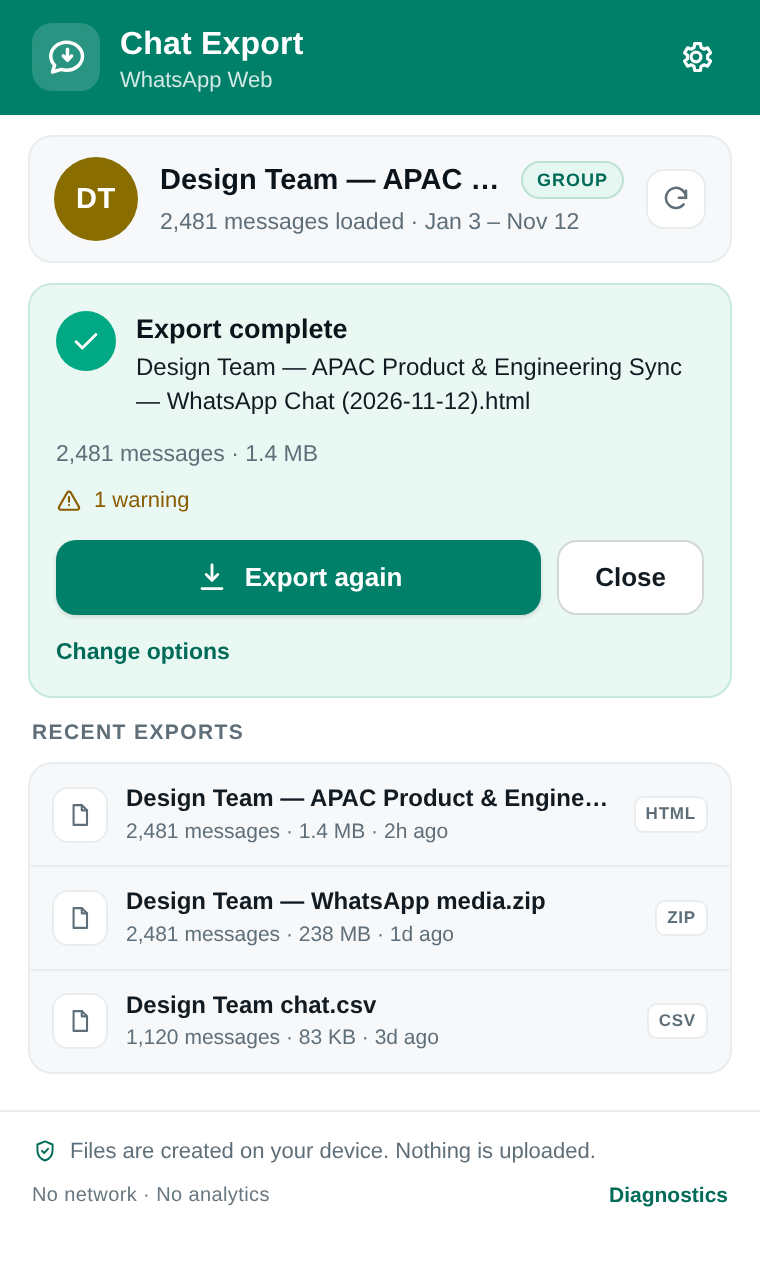 Chat Export
WhatsApp Web
DT
Design Team — APAC ...
GROUP
2,481 messages loaded · Jan 3 – Nov 12
Export complete
Design Team — APAC Product & Engineering Sync
— WhatsApp Chat (2026-11-12).html
2,481 messages · 1.4 MB
1 warning
Export again
Close
Change options
RECENT EXPORTS
Design Team — APAC Product & Engine...
HTML
2,481 messages · 1.4 MB · 2h ago
Design Team — WhatsApp media.zip
ZIP
2,481 messages · 238 MB · 1d ago
Design Team chat.csv
CSV
1,120 messages · 83 KB · 3d ago
Files are created on your device. Nothing is uploaded.
No network · No analytics
Diagnostics